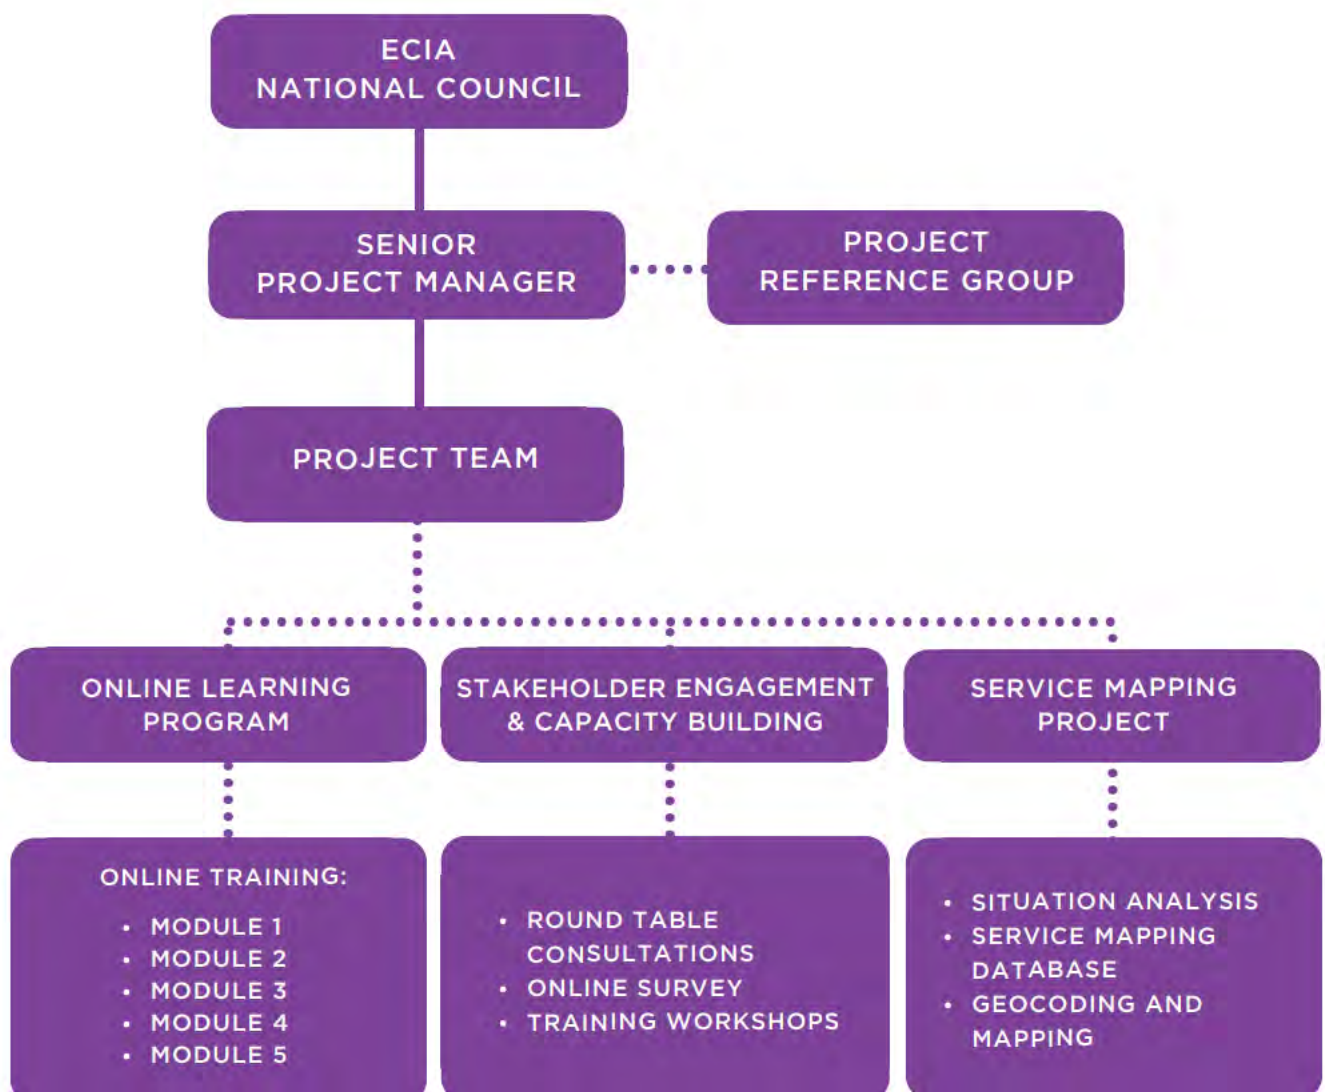 ECIA
NATIONAL COUNCIL
SENIOR
PROJECT MANAGER
PROJECT
REFERENCE GROUP
PROJECT TEAM
ONLINE LEARNING
PROGRAM
STAKEHOLDER ENGAGEMENT
& CAPACITY BUILDING
SERVICE MAPPING
PROJECT
ONLINE TRAINING:
• MODULE 1
• MODULE 2
• MODULE 3
• MODULE 4
• MODULE 5
• ROUND TABLE
CONSULTATIONS
• ONLINE SURVEY
• TRAINING WORKSHOPS
• SITUATION ANALYSIS
• SERVICE MAPPING
DATABASE
• GEOCODING AND
MAPPING